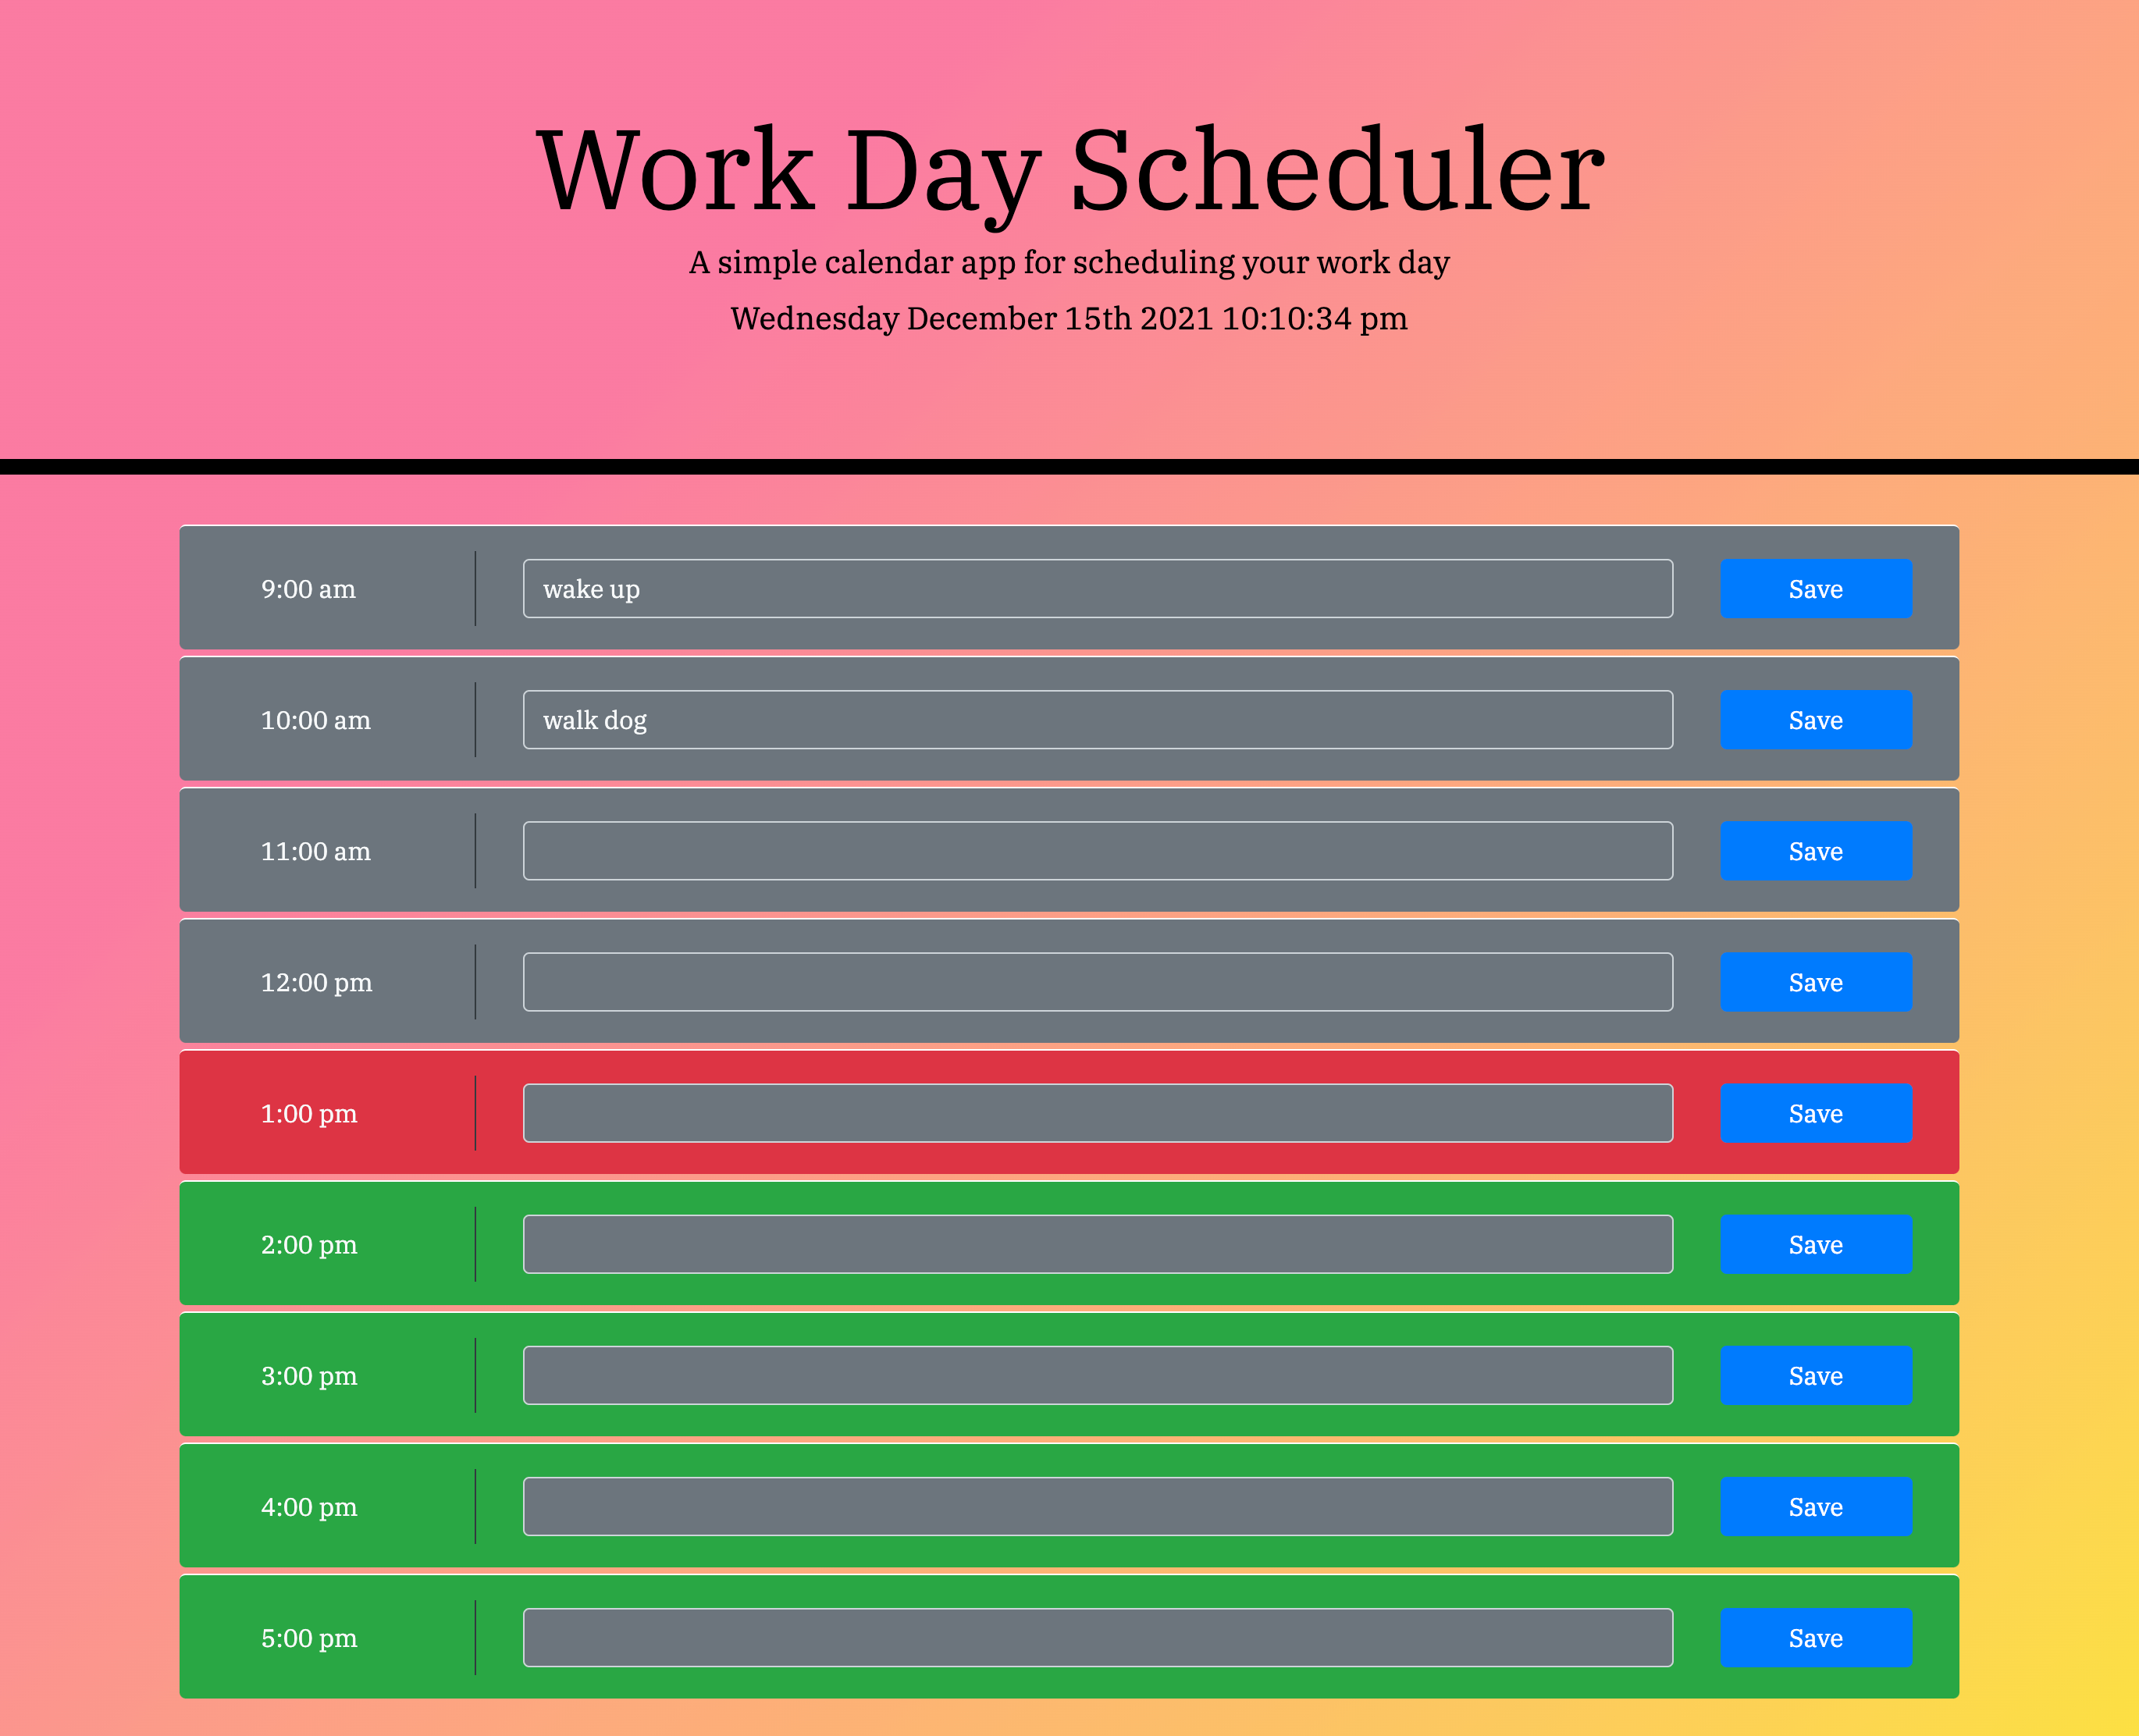 Work Day Scheduler
A simple calendar app for scheduling your work day
Wednesday December 15th 2021 10:10:34 pm
9:00 am wake up Save
10:00 am walk dog Save
11:00 am Save
12:00 pm Save
1:00 pm Save
2:00 pm Save
3:00 pm Save
4:00 pm Save
5:00 pm Save